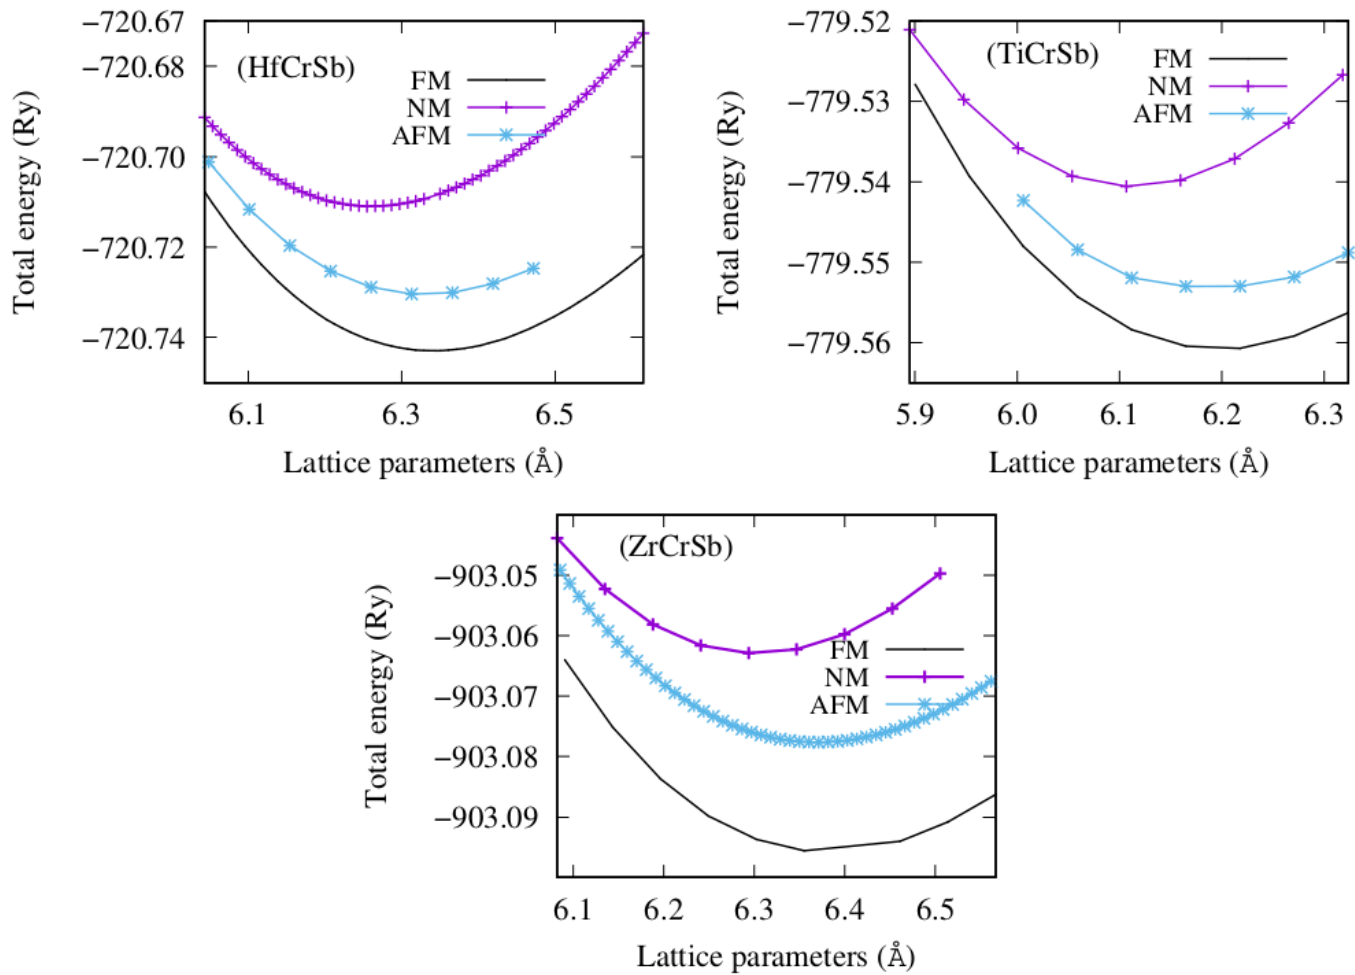 −720.67
−720.68
−720.70
−720.72
−720.74
(HfCrSb)
FM
NM
AFM
Total energy (Ry)
6.1
6.3
6.5
Lattice parameters (Å)
−779.52
−779.53
−779.54
−779.55
−779.56
(TiCrSb)
FM
NM
AFM
Total energy (Ry)
5.9
6.0
6.1
6.2
6.3
Lattice parameters (Å)
(ZrCrSb)
−903.05
−903.06
−903.07
−903.08
−903.09
FM
NM
AFM
Total energy (Ry)
6.1
6.2
6.3
6.4
6.5
Lattice parameters (Å)